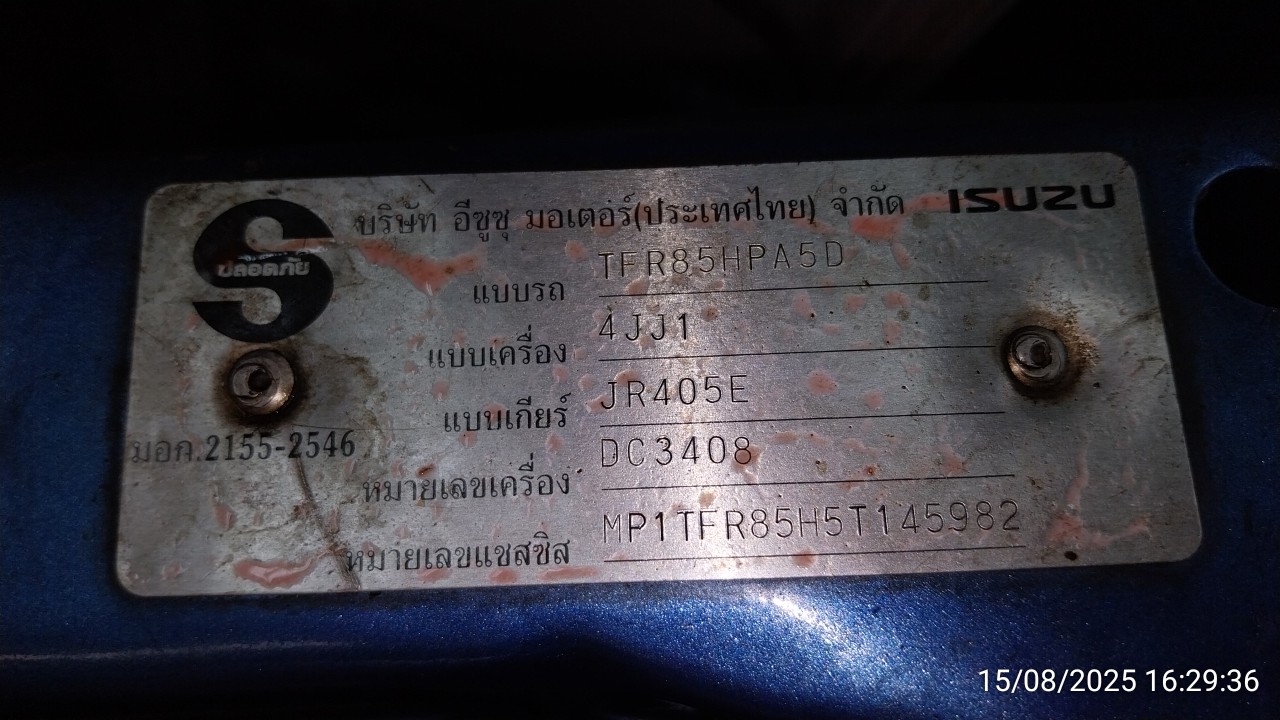 บริษัท อีซูซุ มอเตอร์(ประเทศไทย) จำกัด ISUZU
ปลอดภัย
แบบรถ TFR85HPA5D
แบบเครื่อง 4JJ1
แบบเกียร์ JR405E
มอก.2155-2546
หมายเลขเครื่อง DC3408
หมายเลขแชสซิส MP1TFR85H5T145982
15/08/2025 16:29:36